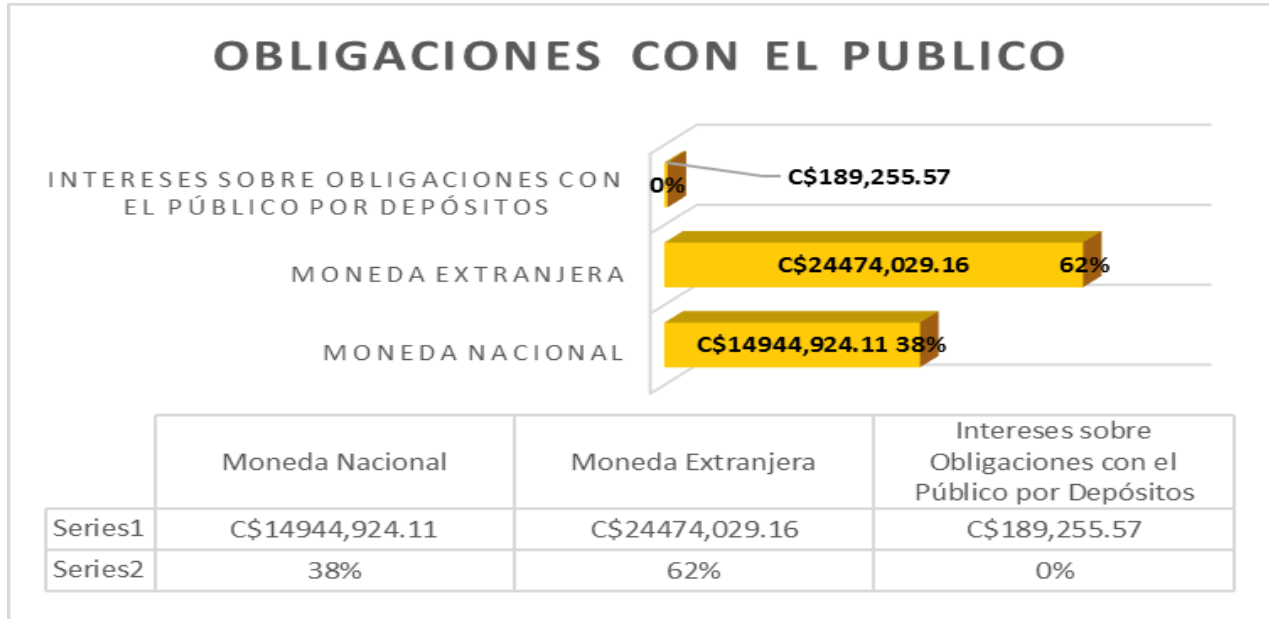 OBLIGACIONES CON EL PUBLICO
INTERESES SOBRE OBLIGACIONES CON
EL PÚBLICO POR DEPÓSITOS
0%
C$189,255.57
MONEDA EXTRANJERA
C$24474,029.16
62%
MONEDA NACIONAL
C$14944,924.11 38%
Moneda Nacional
Moneda Extranjera
Intereses sobre
Obligaciones con el
Público por Depósitos
Series1 C$14944,924.11 C$24474,029.16 C$189,255.57
Series2 38% 62% 0%